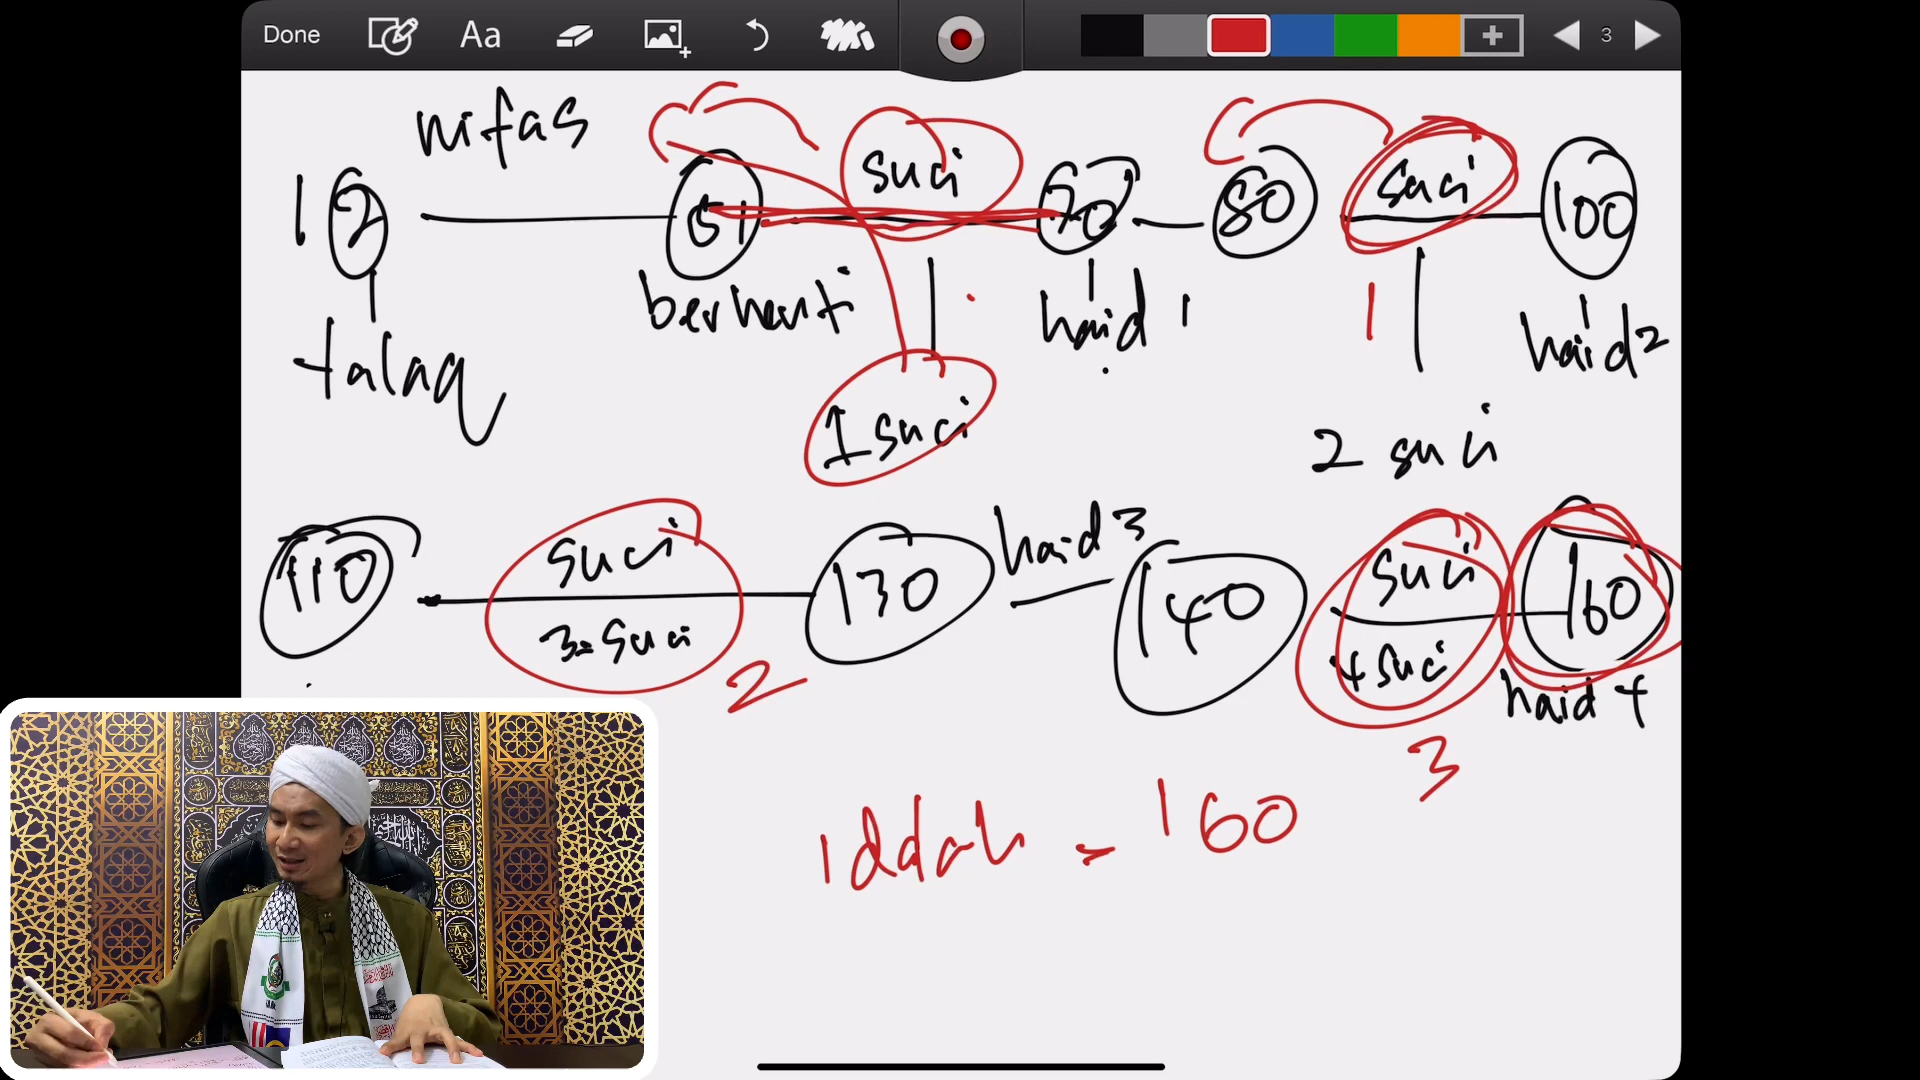 Done Aa 3
nifas
1 2 61 suci 70 80 suci 100
talaq berhenti haid 1 1 haid 2
1 suci 2 suci
110 suci 130 haid 3 140 suci 160
3 suci 2 4 suci haid 4
3
iddah = 160